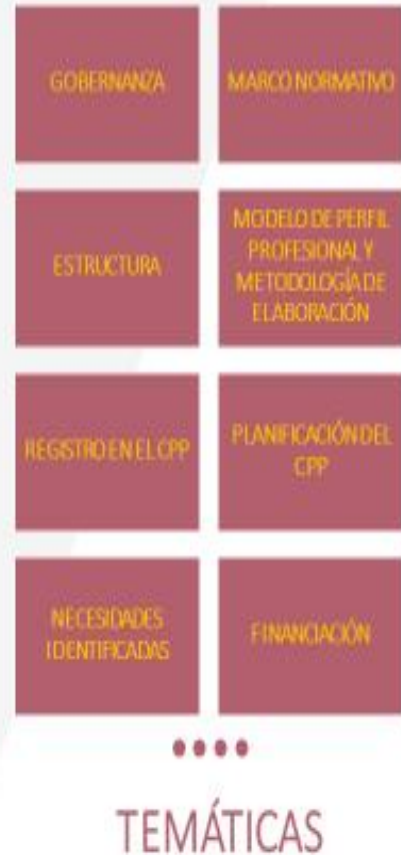 GOBERNANZA
MARCO NORMATIVO
ESTRUCTURA
MODELO DE PERFIL
PROFESIONAL Y
METODOLOGÍA DE
ELABORACIÓN
REGISTRO EN EL CPP
PLANIFICACIÓN DEL
CPP
NECESIDADES
IDENTIFICADAS
FINANCIACIÓN
TEMÁTICAS